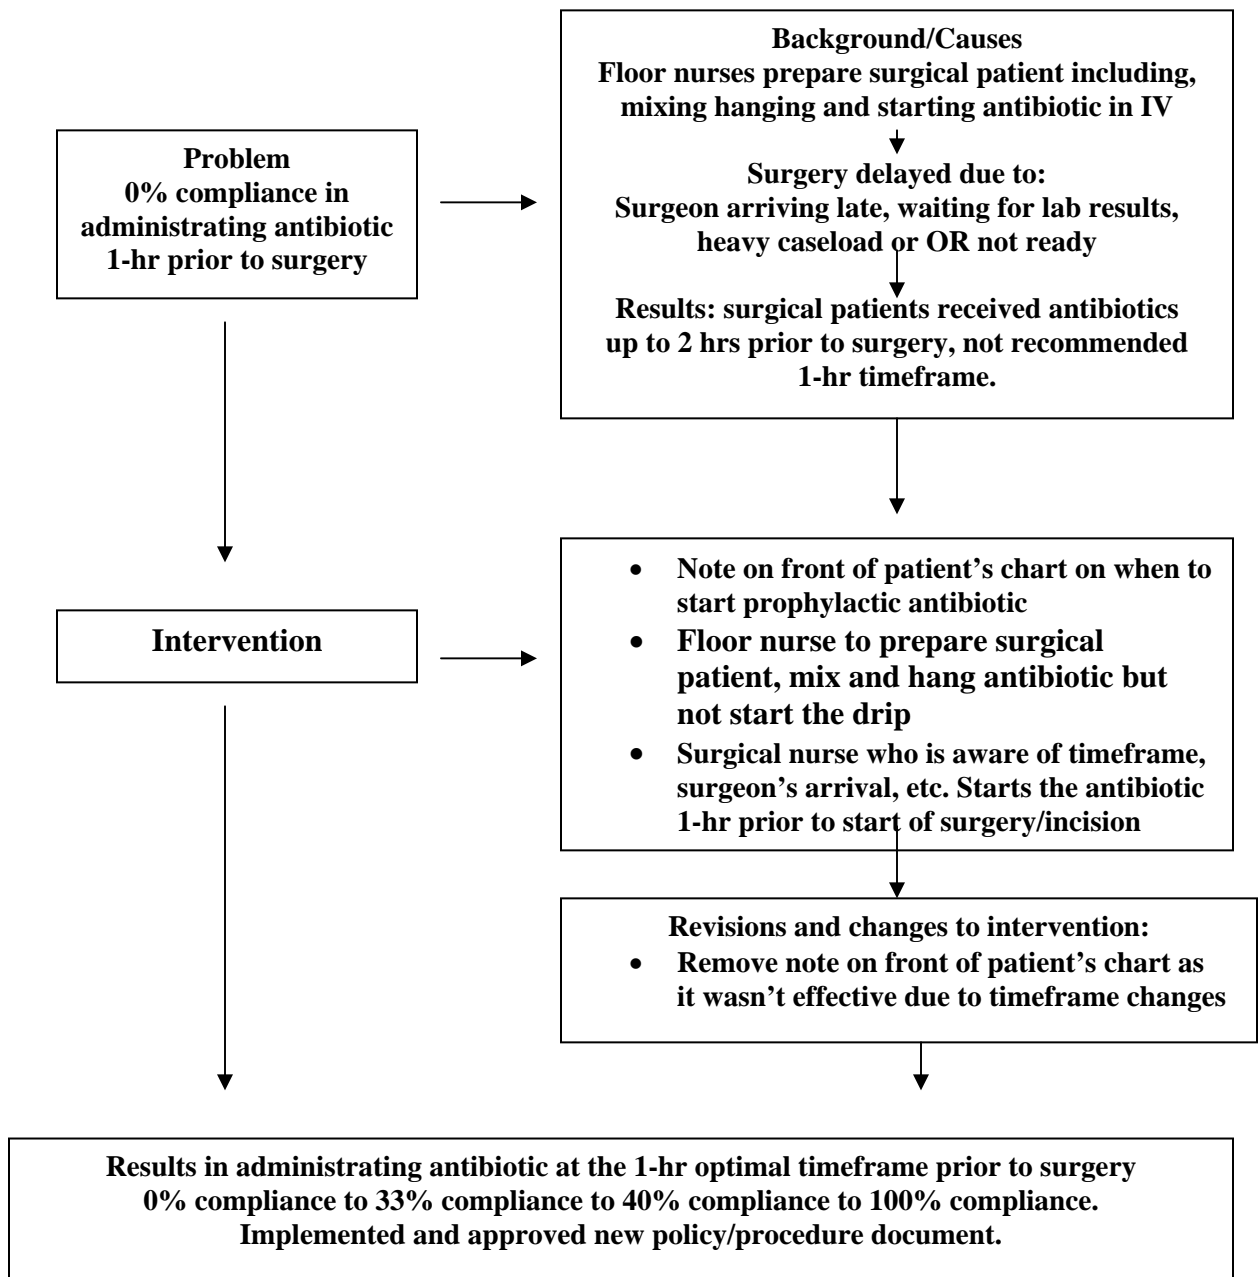 Background/Causes
Floor nurses prepare surgical patient including,
mixing hanging and starting antibiotic in IV
Surgery delayed due to:
Surgeon arriving late, waiting for lab results,
heavy caseload or OR not ready
Results: surgical patients received antibiotics
up to 2 hrs prior to surgery, not recommended
1-hr timeframe.
Problem
0% compliance in
administrating antibiotic
1-hr prior to surgery
Intervention
• Note on front of patient’s chart on when to
start prophylactic antibiotic
• Floor nurse to prepare surgical
patient, mix and hang antibiotic but
not start the drip
• Surgical nurse who is aware of timeframe,
surgeon’s arrival, etc. Starts the antibiotic
1-hr prior to start of surgery/incision
Revisions and changes to intervention:
• Remove note on front of patient’s chart as
it wasn’t effective due to timeframe changes
Results in administrating antibiotic at the 1-hr optimal timeframe prior to surgery
0% compliance to 33% compliance to 40% compliance to 100% compliance.
Implemented and approved new policy/procedure document.